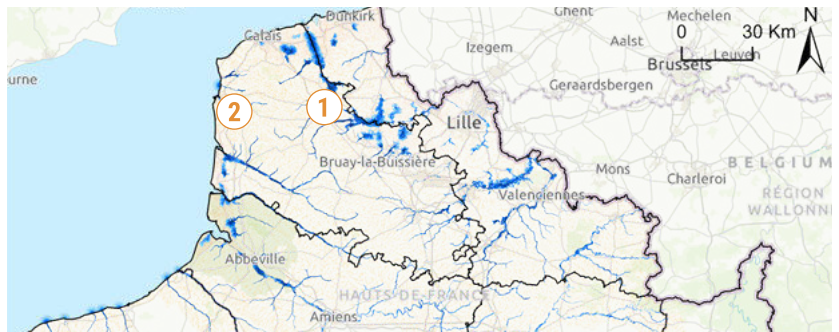 Dunkirk
Calais
Ghent
Mechelen
0 30 Km
N
Aalst
Leuven
Izegem
Brussels
ourne
Geraardsbergen
2
1
Lille
Bruay-la-Buissière
Mons
BELGIUM
Charleroi
Valenciennes
RÉGION
WALLONNE
Abbeville
HAUTS-DE-FRANCE
Amiens